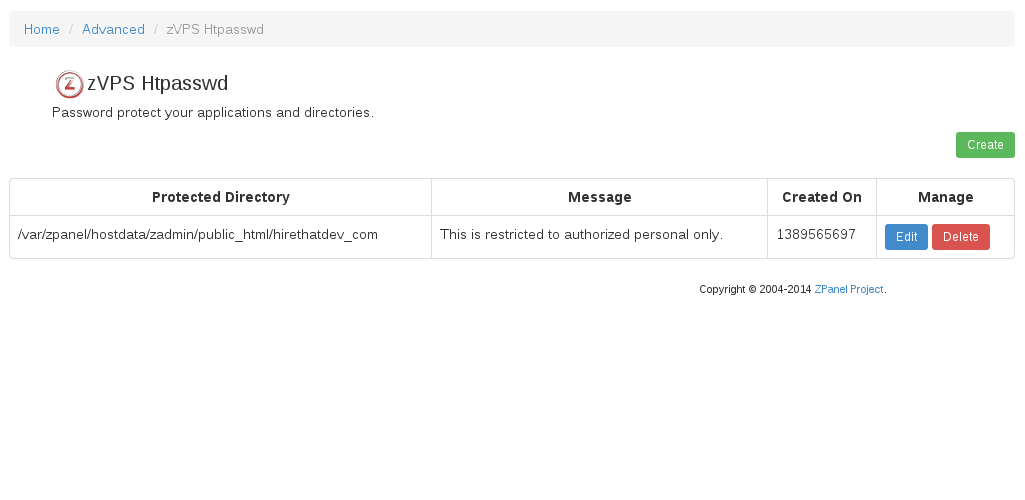 Home / Advanced / zVPS Htpasswd
zVPS Htpasswd
Password protect your applications and directories.
Create
Protected Directory Message Created On Manage
/var/zpanel/hostdata/zadmin/public_html/hirethatdev_com This is restricted to authorized personal only. 1389565697 Edit Delete
Copyright © 2004-2014 ZPanel Project.